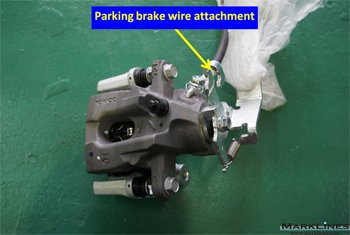 Parking brake wire attachment
MARKLINES